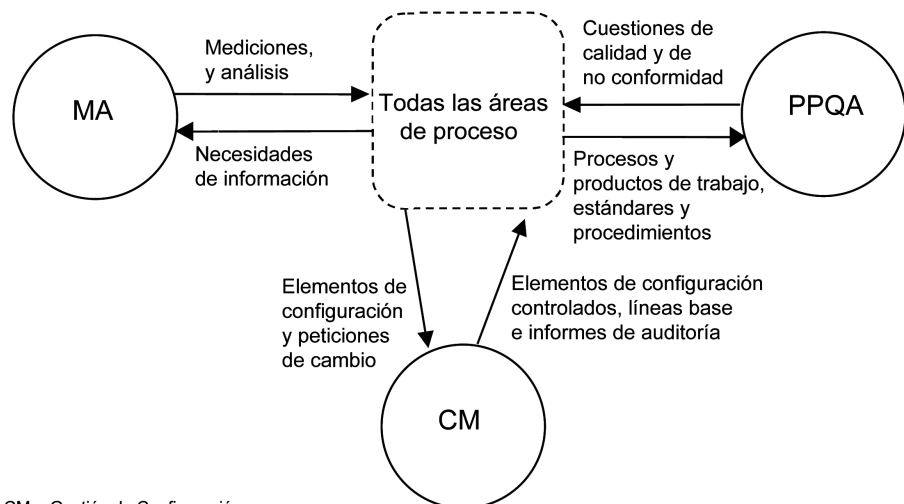 Mediciones,
y análisis
MA
Necesidades
de información
Todas las áreas
de proceso
Cuestiones de
calidad y de
no conformidad
PPQA
Procesos y
productos de trabajo,
estándares y
procedimientos
Elementos de
configuración
y peticiones
de cambio
Elementos de configuración
controlados, líneas base
e informes de auditoría
CM